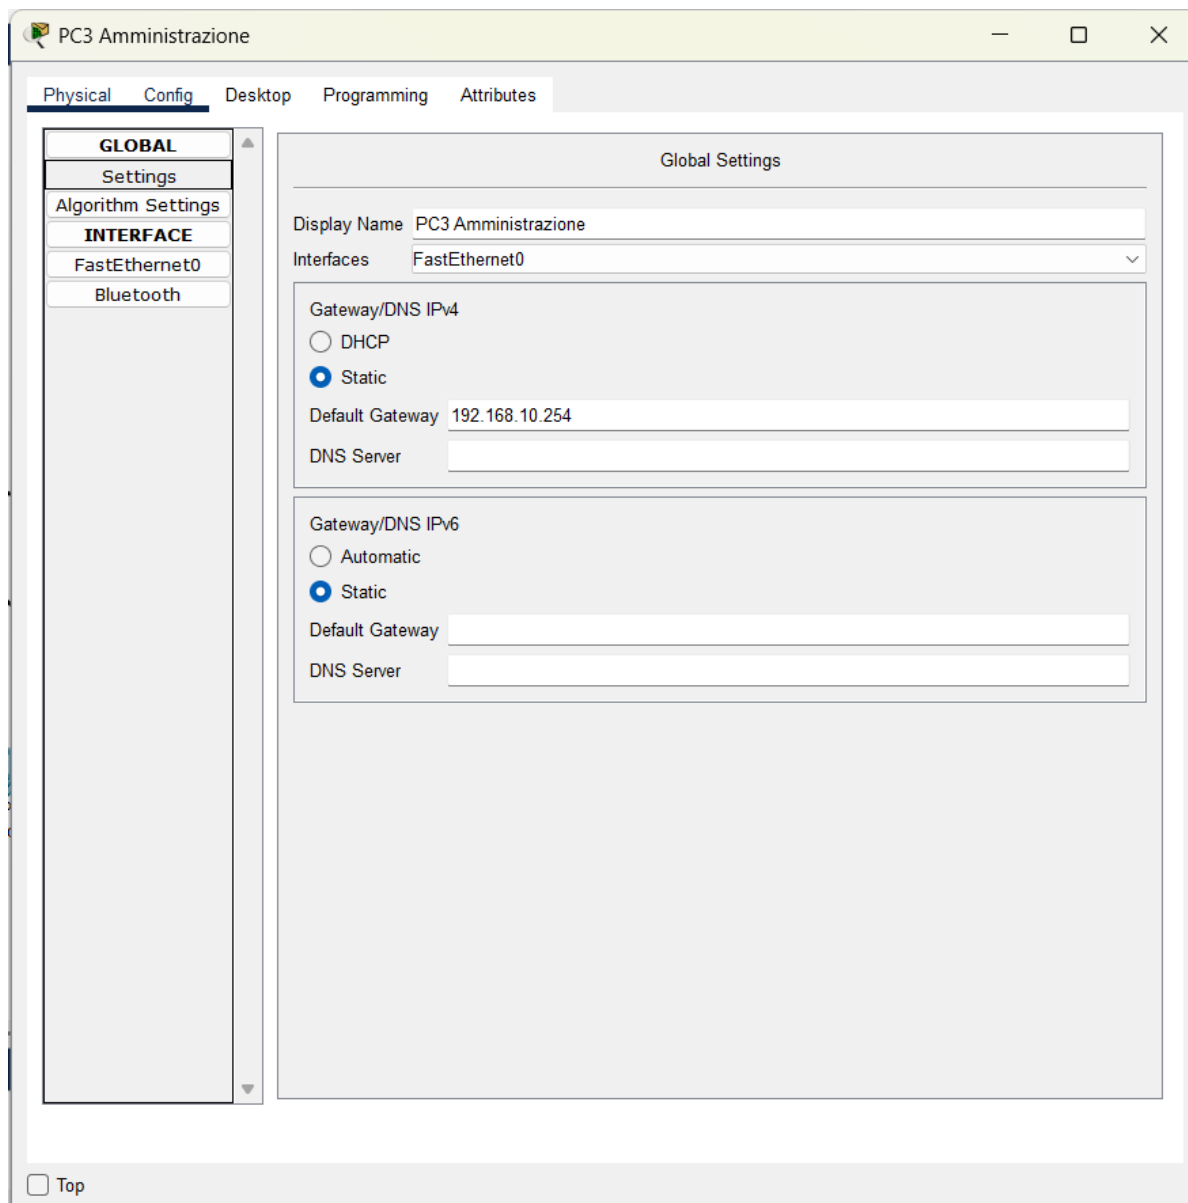 PC3 Amministrazione
Physical Config Desktop Programming Attributes
GLOBAL
Settings
Algorithm Settings
INTERFACE
FastEthernet0
Bluetooth
Global Settings
Display Name PC3 Amministrazione
Interfaces FastEthernet0
Gateway/DNS IPv4
DHCP
Static
Default Gateway 192.168.10.254
DNS Server
Gateway/DNS IPv6
Automatic
Static
Default Gateway
DNS Server
Top